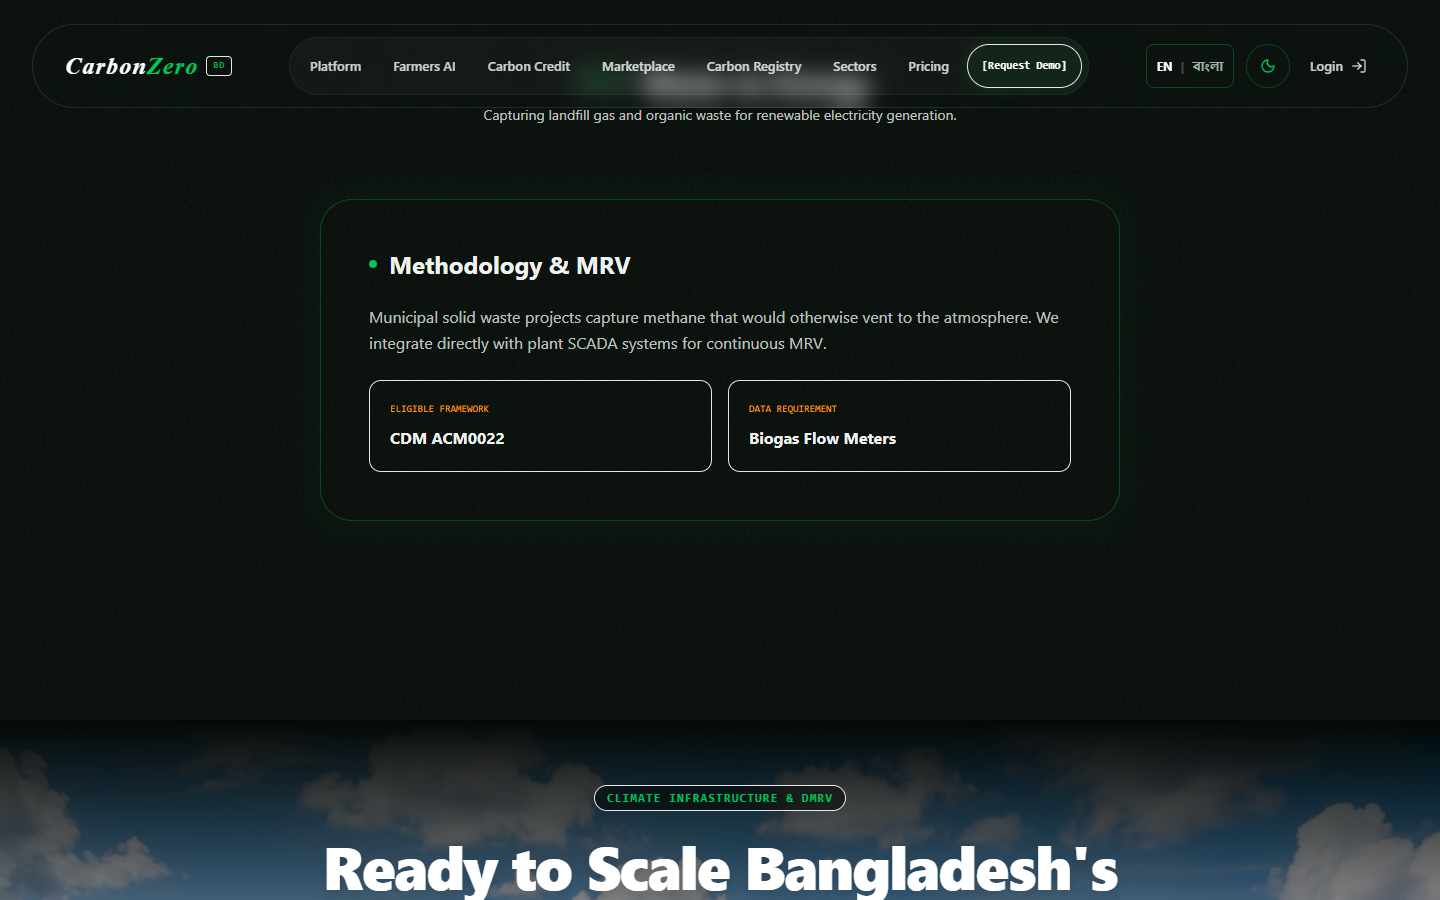 CarbonZero BD
Platform
Farmers AI
Carbon Credit
Marketplace
Carbon Registry
Sectors
Pricing
[Request Demo]
EN | বাংলা
Login
Capturing landfill gas and organic waste for renewable electricity generation.
Methodology & MRV
Municipal solid waste projects capture methane that would otherwise vent to the atmosphere. We
integrate directly with plant SCADA systems for continuous MRV.
ELIGIBLE FRAMEWORK
CDM ACM0022
DATA REQUIREMENT
Biogas Flow Meters
CLIMATE INFRASTRUCTURE & DMRV
Ready to Scale Bangladesh's